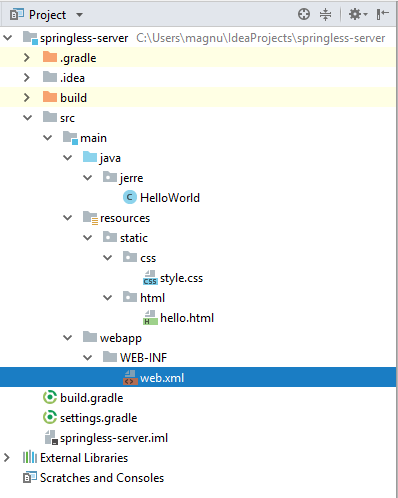 Project
springless-server C:\Users\magnu\IdeaProjects\springless-server
.gradle
.idea
build
src
main
java
jerre
C HelloWorld
resources
static
css
CSS style.css
html
H hello.html
webapp
WEB-INF
web.xml
build.gradle
settings.gradle
springless-server.iml
External Libraries
Scratches and Consoles